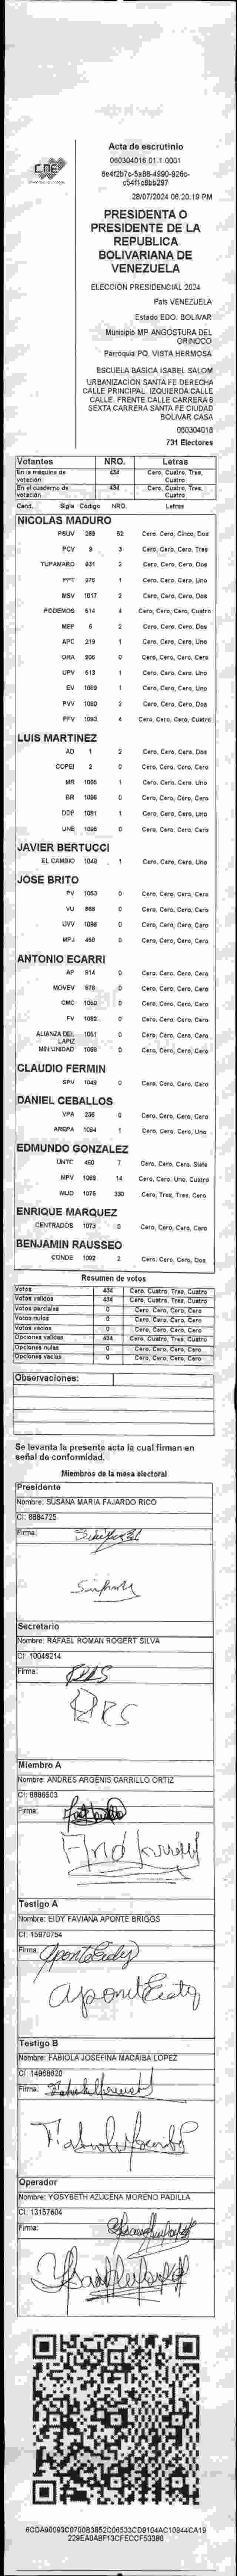 CNE
Acta de escrutinio
060304016.01.1.0001
28/07/2024 06:20:19 PM
PRESIDENTA O
PRESIDENTE DE LA
REPUBLICA
BOLIVARIANA DE
VENEZUELA
ELECCIÓN PRESIDENCIAL 2024
País VENEZUELA
Estado EDO. BOLIVAR
Municipio MP. ANGOSTURA DEL
ORINOCO
Parroquia PQ. VISTA HERMOSA
ESCUELA BASICA ISABEL SALOM
URBANIZACION SANTA FE DERECHA
CALLE PRINCIPAL. IZQUIERDA CALLE
CALLE. FRENTE CALLE CARRERA 6
SEXTA CARRERA SANTA FE CIUDAD
BOLIVAR CASA
060304016
731 Electores
Votantes NRO. Letras
En la máquina de votación: 434 Cero, Cuatro, Tres, Cuatro
En el cuaderno de votación: 434 Cero, Cuatro, Tres, Cuatro
Cand. Sigla Código NRO. Letras
NICOLAS MADURO
PSUV 269 52 Cero, Cero, Cinco, Dos
PCV 9 3 Cero, Cero, Cero, Tres
TUPAMARO 931 2 Cero, Cero, Cero, Dos
PPT 276 1 Cero, Cero, Cero, Uno
MSV 1017 2 Cero, Cero, Cero, Dos
PODEMOS 514 4 Cero, Cero, Cero, Cuatro
MEP 6 2 Cero, Cero, Cero, Dos
APC 219 1 Cero, Cero, Cero, Uno
ORA 906 0 Cero, Cero, Cero, Cero
UPV 613 1 Cero, Cero, Cero, Uno
EV 1069 1 Cero, Cero, Cero, Uno
PVV 1080 2 Cero, Cero, Cero, Dos
PFV 1093 4 Cero, Cero, Cero, Cuatro
LUIS MARTINEZ
AD 1 2 Cero, Cero, Cero, Dos
COPEI 2 0 Cero, Cero, Cero, Cero
MR 1005 1 Cero, Cero, Cero, Uno
BR 1066 0 Cero, Cero, Cero, Cero
DDP 1091 1 Cero, Cero, Cero, Uno
UNE 1095 0 Cero, Cero, Cero, Cero
JAVIER BERTUCCI
EL CAMBIO 1048 1 Cero, Cero, Cero, Uno
JOSE BRITO
PV 1053 0 Cero, Cero, Cero, Cero
VU 968 0 Cero, Cero, Cero, Cero
UVV 1096 0 Cero, Cero, Cero, Cero
MPJ 458 0 Cero, Cero, Cero, Cero
ANTONIO ECARRI
AP 914 0 Cero, Cero, Cero, Cero
MOVEV 978 0 Cero, Cero, Cero, Cero
CMC 1050 0 Cero, Cero, Cero, Cero
FV 1062 0 Cero, Cero, Cero, Cero
ALIANZA DEL LAPIZ 1051 0 Cero, Cero, Cero, Cero
MIN UNIDAD 1068 0 Cero, Cero, Cero, Cero
CLAUDIO FERMIN
SPV 1049 0 Cero, Cero, Cero, Cero
DANIEL CEBALLOS
VPA 236 0 Cero, Cero, Cero, Cero
AREPA 1094 1 Cero, Cero, Cero, Uno
EDMUNDO GONZALEZ
UNTC 460 7 Cero, Cero, Cero, Siete
MPV 1069 14 Cero, Cero, Uno, Cuatro
MUD 1076 330 Cero, Tres, Tres, Cero
ENRIQUE MARQUEZ
CENTRADOS 1073 0 Cero, Cero, Cero, Cero
BENJAMIN RAUSSEO
CONDE 1092 2 Cero, Cero, Cero, Dos
Resumen de votos
Votos 434 Cero, Cuatro, Tres, Cuatro
Votos válidos 434 Cero, Cuatro, Tres, Cuatro
Votos parciales 0 Cero, Cero, Cero, Cero
Votos nulos 0 Cero, Cero, Cero, Cero
Votos vacíos 0 Cero, Cero, Cero, Cero
Opciones válidas 434 Cero, Cuatro, Tres, Cuatro
Opciones nulas 0 Cero, Cero, Cero, Cero
Opciones vacías 0 Cero, Cero, Cero, Cero
Observaciones:
Se levanta la presente acta la cual firman en
señal de conformidad.
Miembros de la mesa electoral
Presidente
Nombre: SUSANA MARIA FAJARDO RICO
CI: 8884725
Firma:
Secretario
Nombre: RAFAEL ROMAN ROGERT SILVA
CI: 10046214
Firma:
Miembro A
Nombre: ANDRES ARGENIS CARRILLO ORTIZ
CI: 8886503
Firma:
Testigo A
Nombre: EIDY FAVIANA APONTE BRIGGS
CI: 15970754
Firma: Aponte Eidy
Aponte Eidy
Testigo B
Nombre: FABIOLA JOSEFINA MACAIBA LOPEZ
CI: 14968620
Firma:
Operador
Nombre: YOSYBETH AZUCENA MORENO PADILLA
CI: 13157604
Firma: